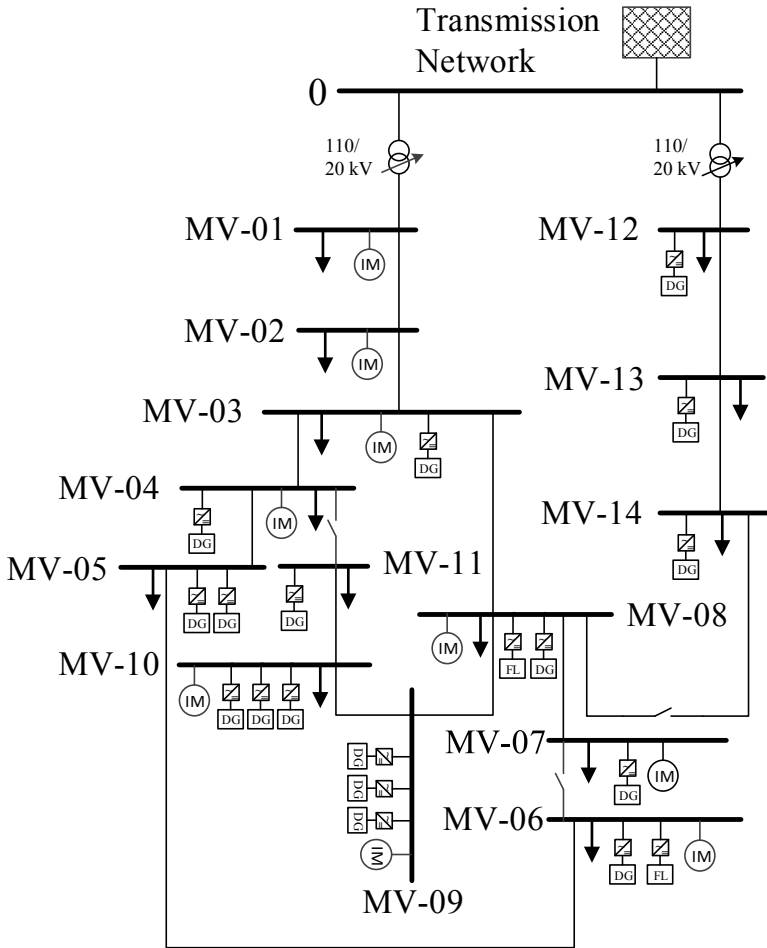 Transmission
Network
0
110/
20 kV
110/
20 kV
MV-01
IM
MV-12
DG
MV-02
IM
MV-13
DG
MV-03
IM
DG
MV-04
DG
IM
MV-14
DG
MV-05
DG
DG
MV-11
DG
MV-08
IM
FL
DG
MV-10
IM
DG
DG
DG
MV-07
DG
IM
DG
DG
DG
IM
MV-09
MV-06
DG
FL
IM